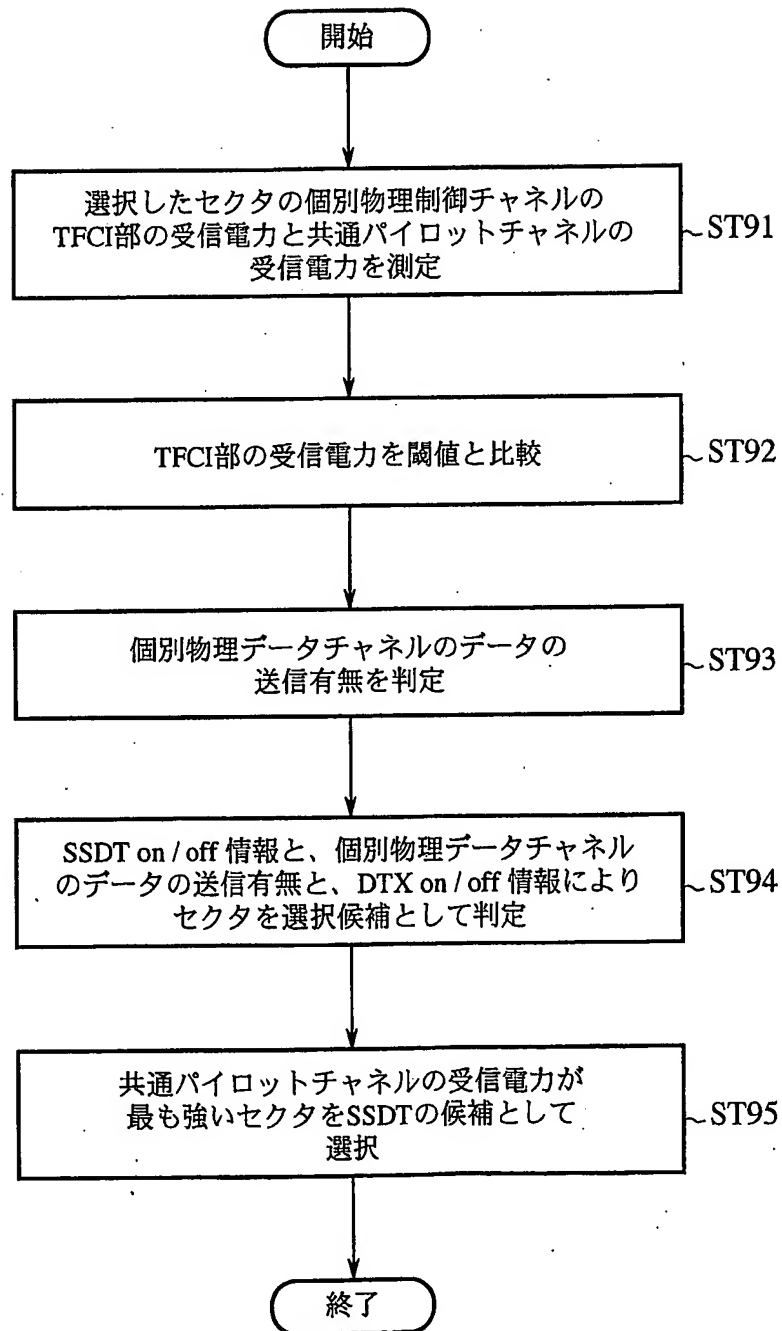 開始
選択したセクタの個別物理制御チャネルの
TFCI部の受信電力と共通パイロットチャネルの
受信電力を測定
~ST91
TFCI部の受信電力を閾値と比較
~ST92
個別物理データチャネルのデータの
送信有無を判定
~ST93
SSDT on / off 情報と、個別物理データチャネル
のデータの送信有無と、DTX on / off 情報により
セクタを選択候補として判定
~ST94
共通パイロットチャネルの受信電力が
最も強いセクタをSSDTの候補として
選択
~ST95
終了